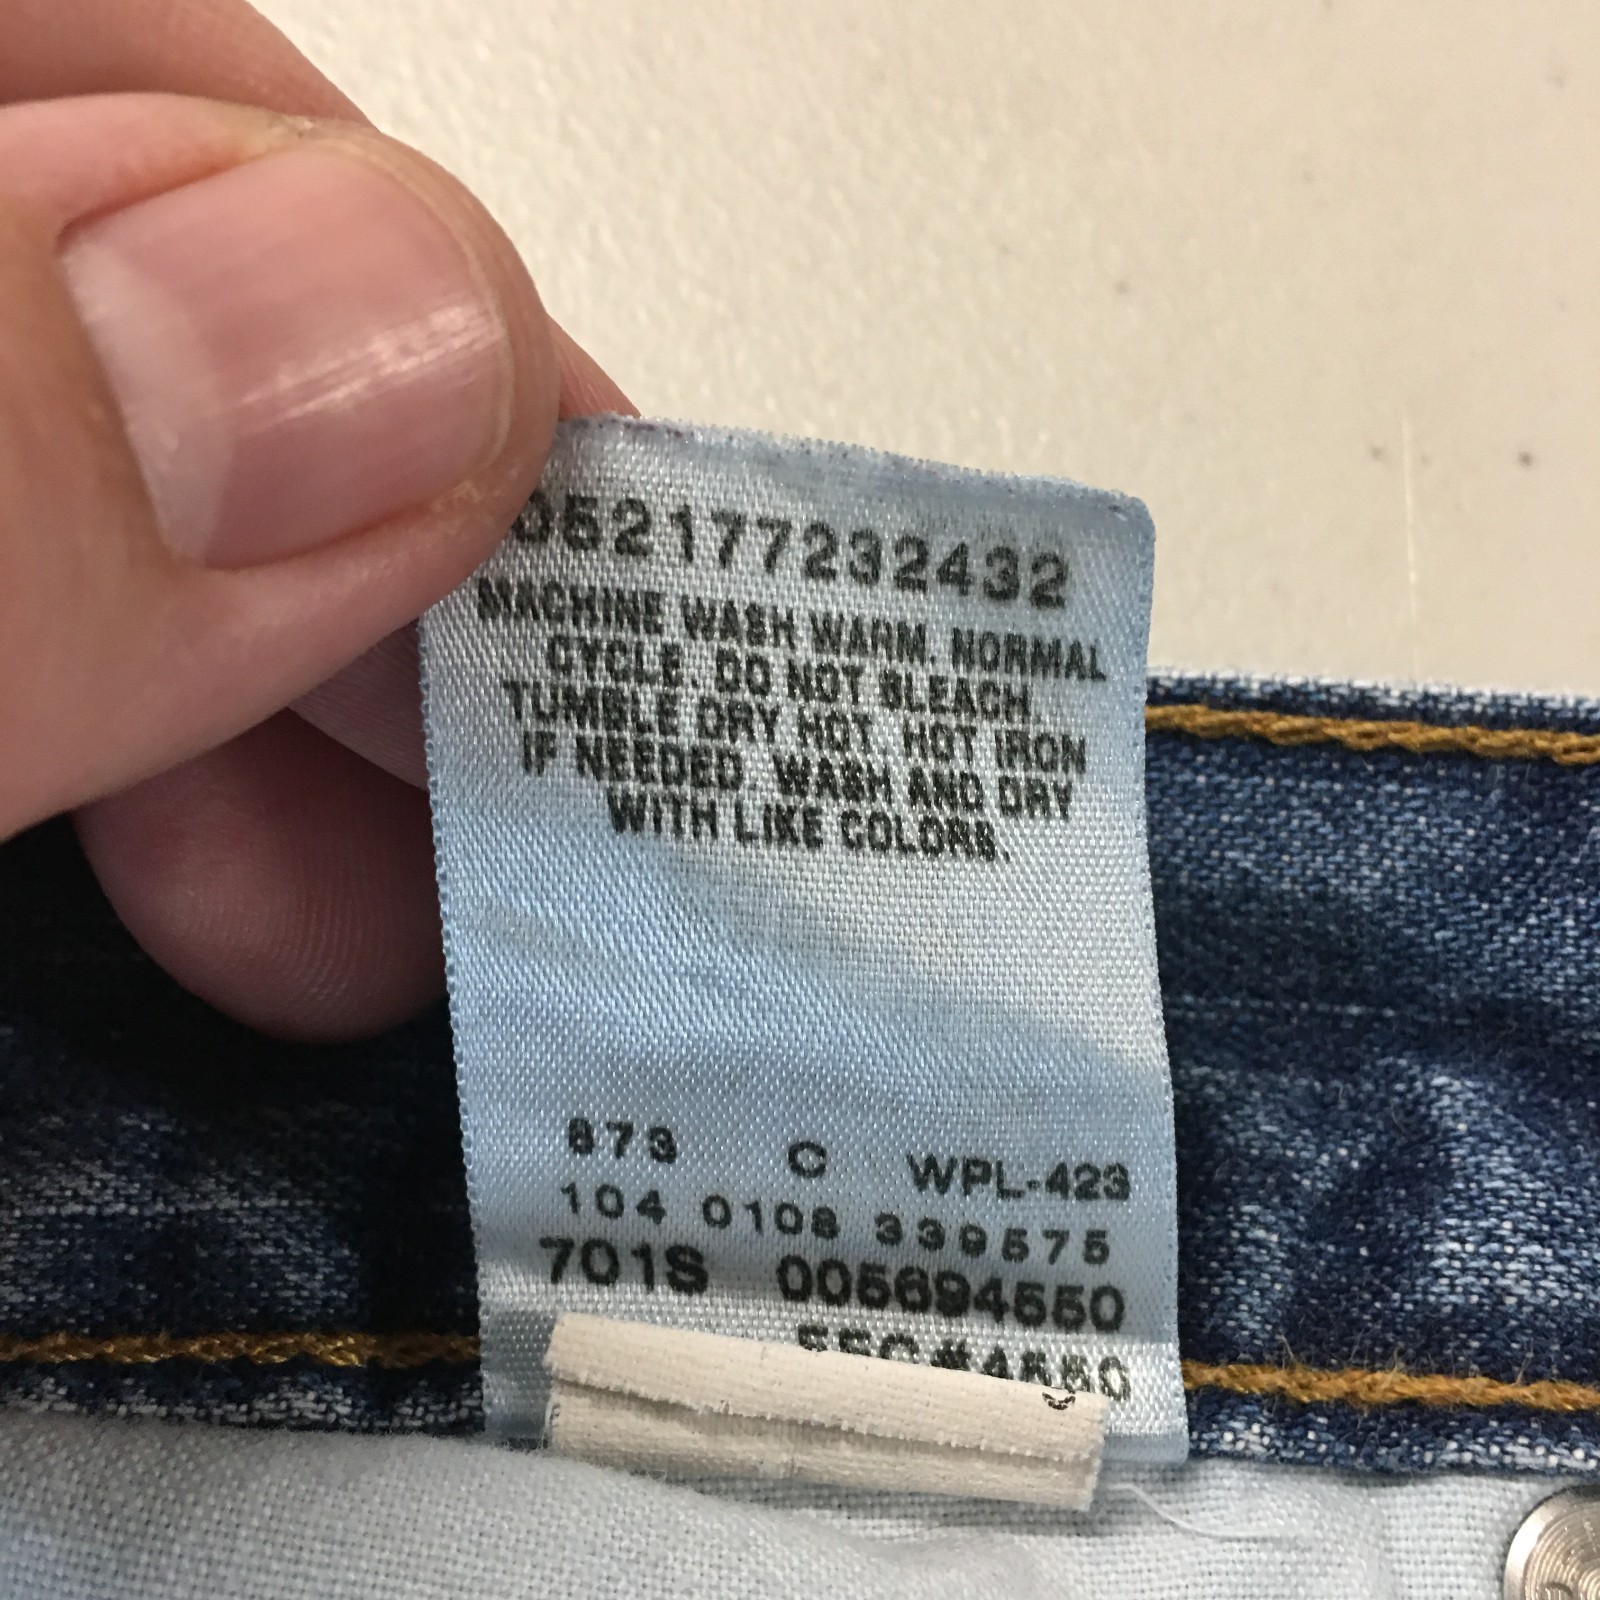 052177232432
MACHINE WASH WARM. NORMAL
CYCLE. DO NOT BLEACH.
TUMBLE DRY HOT. HOT IRON
IF NEEDED. WASH AND DRY
WITH LIKE COLORS.
873 C WPL-423
104 0108 339575
701S 005694550